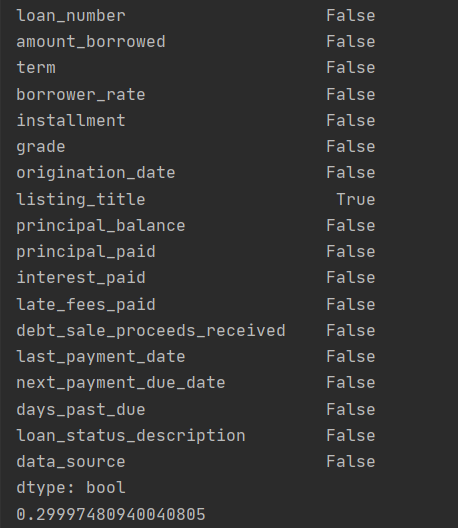 loan_number False
amount_borrowed False
term False
borrower_rate False
installment False
grade False
origination_date False
listing_title True
principal_balance False
principal_paid False
interest_paid False
late_fees_paid False
debt_sale_proceeds_received False
last_payment_date False
next_payment_due_date False
days_past_due False
loan_status_description False
data_source False
dtype: bool
0.29997480940040805